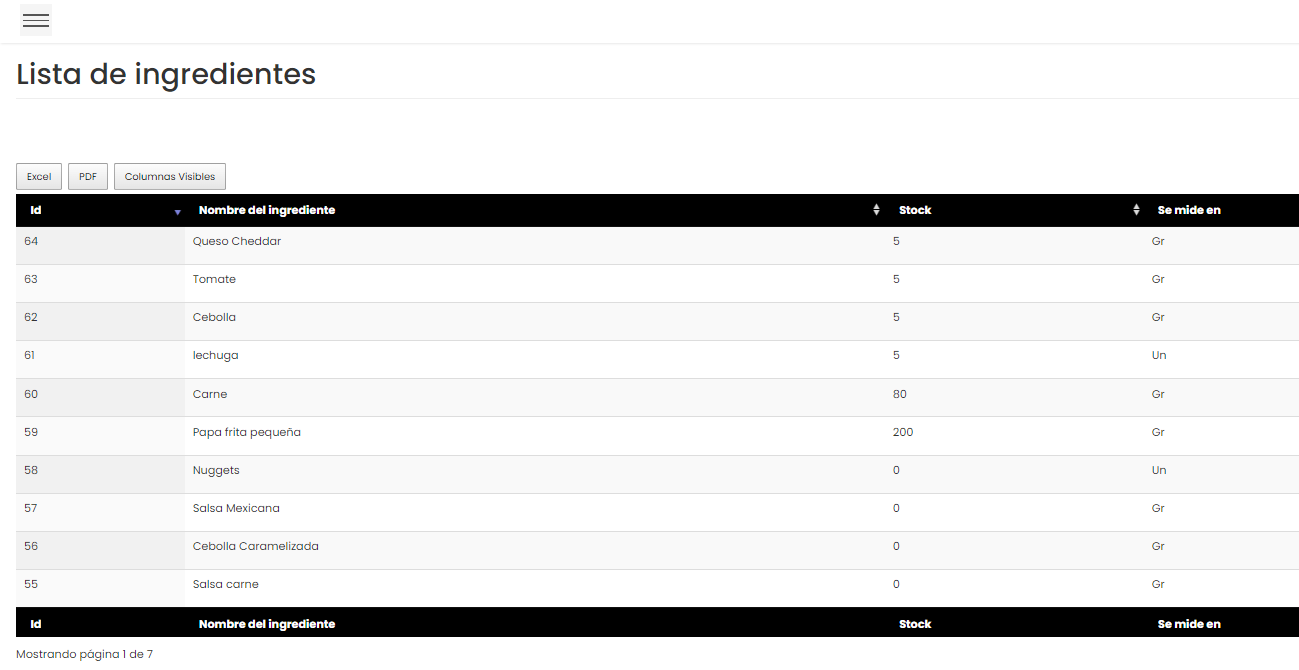 Lista de ingredientes
Excel PDF Columnas Visibles
Id Nombre del ingrediente Stock Se mide en
64 Queso Cheddar 5 Gr
63 Tomate 5 Gr
62 Cebolla 5 Gr
61 lechuga 5 Un
60 Carne 80 Gr
59 Papa frita pequeña 200 Gr
58 Nuggets 0 Un
57 Salsa Mexicana 0 Gr
56 Cebolla Caramelizada 0 Gr
55 Salsa carne 0 Gr
Id Nombre del ingrediente Stock Se mide en
Mostrando página 1 de 7